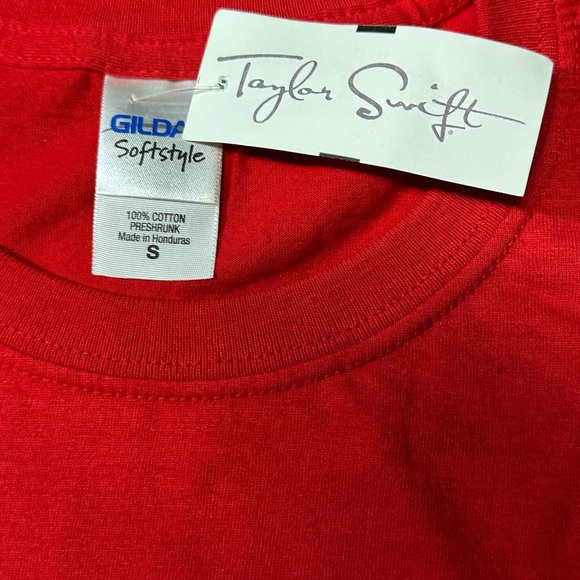 Taylor Swift
GILDA
Softstyle
100% COTTON
PRESHRUNK
Made in Honduras
S